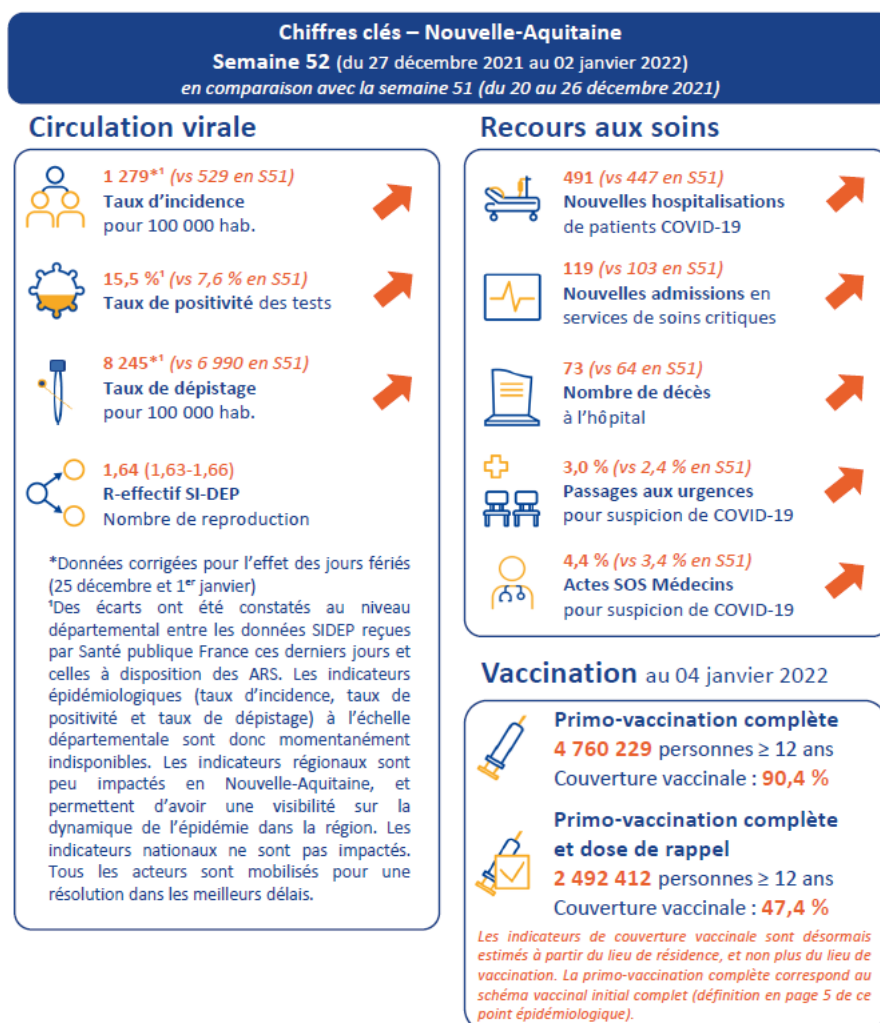 Chiffres clés – Nouvelle-Aquitaine
Semaine 52 (du 27 décembre 2021 au 02 janvier 2022)
en comparaison avec la semaine 51 (du 20 au 26 décembre 2021)
Circulation virale
1 279*¹ (vs 529 en S51)
Taux d'incidence
pour 100 000 hab.
15,5 %¹ (vs 7,6 % en S51)
Taux de positivité des tests
8 245*¹ (vs 6 990 en S51)
Taux de dépistage
pour 100 000 hab.
1,64 (1,63-1,66)
R-effectif SI-DEP
Nombre de reproduction
*Données corrigées pour l'effet des jours fériés
(25 décembre et 1er janvier)
¹Des écarts ont été constatés au niveau
départemental entre les données SIDEP reçues
par Santé publique France ces derniers jours et
celles à disposition des ARS. Les indicateurs
épidémiologiques (taux d'incidence, taux de
positivité et taux de dépistage) à l'échelle
départementale sont donc momentanément
indisponibles. Les indicateurs régionaux sont
peu impactés en Nouvelle-Aquitaine, et
permettent d'avoir une visibilité sur la
dynamique de l'épidémie dans la région. Les
indicateurs nationaux ne sont pas impactés.
Tous les acteurs sont mobilisés pour une
résolution dans les meilleurs délais.
Recours aux soins
491 (vs 447 en S51)
Nouvelles hospitalisations
de patients COVID-19
119 (vs 103 en S51)
Nouvelles admissions en
services de soins critiques
73 (vs 64 en S51)
Nombre de décès
à l'hôpital
3,0 % (vs 2,4 % en S51)
Passages aux urgences
pour suspicion de COVID-19
4,4 % (vs 3,4 % en S51)
Actes SOS Médecins
pour suspicion de COVID-19
Vaccination au 04 janvier 2022
Primo-vaccination complète
4 760 229 personnes ≥ 12 ans
Couverture vaccinale : 90,4 %
Primo-vaccination complète
et dose de rappel
2 492 412 personnes ≥ 12 ans
Couverture vaccinale : 47,4 %
Les indicateurs de couverture vaccinale sont désormais
estimés à partir du lieu de résidence, et non plus du lieu de
vaccination. La primo-vaccination complète correspond au
schéma vaccinal initial complet (définition en page 5 de ce
point épidémiologique).